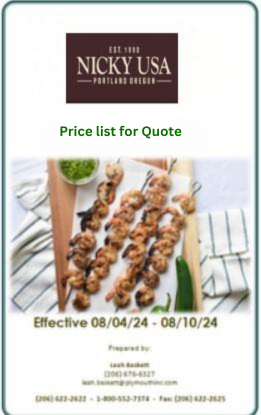 EST. 1990
NICKY USA
PORTLAND OREGON
Price list for Quote
Effective 08/04/24 - 08/10/24
Prepared by:
Leah Baskett
(206) 676-6327
leah.baskett@plymouthinc.com
(206) 622-2622 - 1-800-552-7374 - Fax: (206) 622-2625